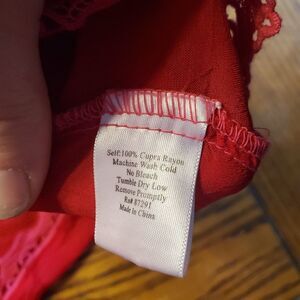 Self:100% Cupra Rayon
Machine Wash Cold
No Bleach
Tumble Dry Low
Remove Promptly
Rn# 87291
Made in China